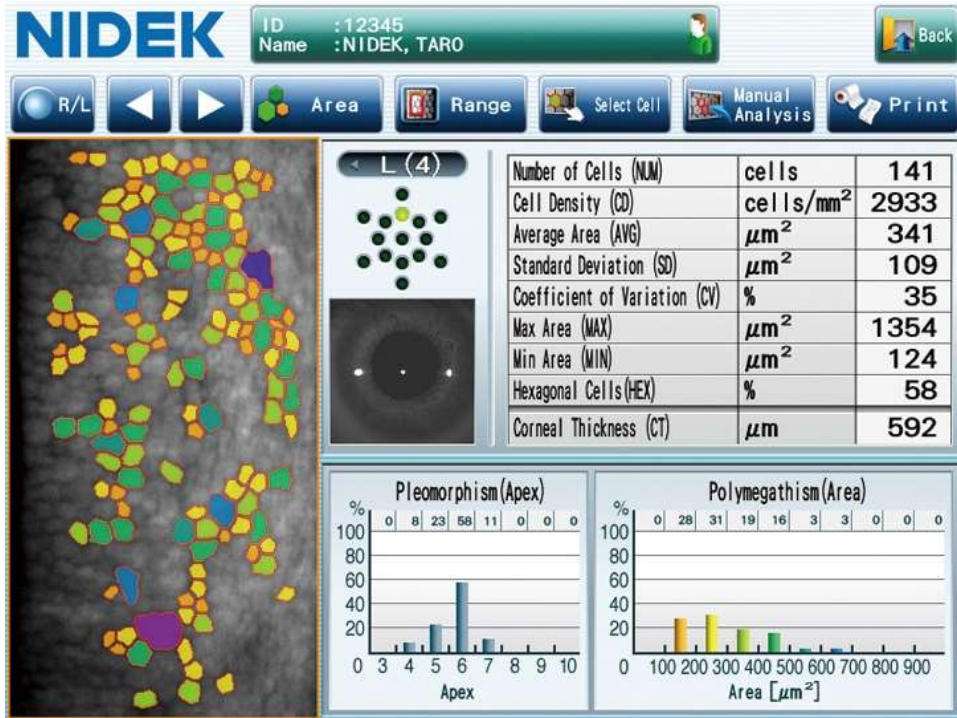 NIDEK
ID :12345
Name :NIDEK, TARO
Back
R/L
Area
Range
Select Cell
Manual
Analysis
Print
L (4)
Number of Cells (NUM) cells 141
Cell Density (CD) cells/mm² 2933
Average Area (AVG) μm² 341
Standard Deviation (SD) μm² 109
Coefficient of Variation (CV) % 35
Max Area (MAX) μm² 1354
Min Area (MIN) μm² 124
Hexagonal Cells(HEX) % 58
Corneal Thickness (CT) μm 592
Pleomorphism(Apex)
%
0 8 23 58 11 0 0 0
100
80
60
40
20
0 3 4 5 6 7 8 9 10
Apex
Polymegathism(Area)
%
0 28 31 19 16 3 3 0 0 0
100
80
60
40
20
0 100 200 300 400 500 600 700 800 900
Area [μm²]